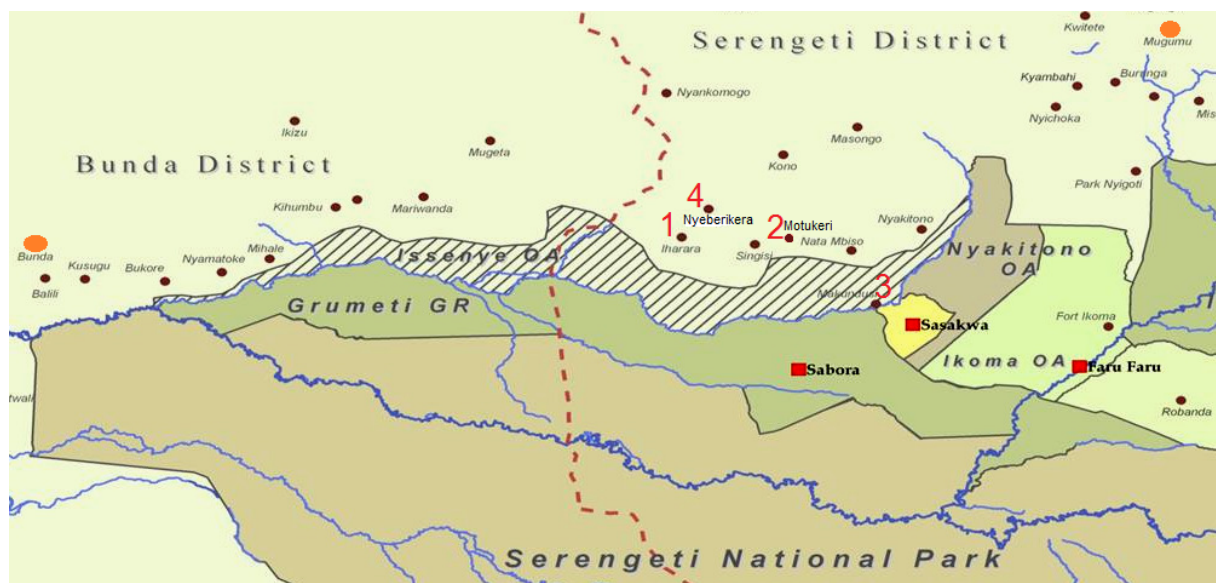 Kwitete
Serengeti District
Mugumu
Kyambahi
Burunga
Nyankomogo
Nyichoka
Mis
Ikizu
Masongo
Mugeta
Kono
Bunda District
Park Nyigoti
4
Kihumbu
Mariwanda
Nyeberikera
1
2
Motukeri
Nyakitono
Iharara
Singisi
Nata Mbiso
Bunda
Mihale
Issenye OA
Nyakitono
OA
Balili
Kusugu
Bukore
Nyamatoke
3
Makundusi
Grumeti GR
I
Sasakwa
Fort Ikoma
Ikoma OA
Sabora
Faru Faru
twali
Robanda
Serengeti National Park